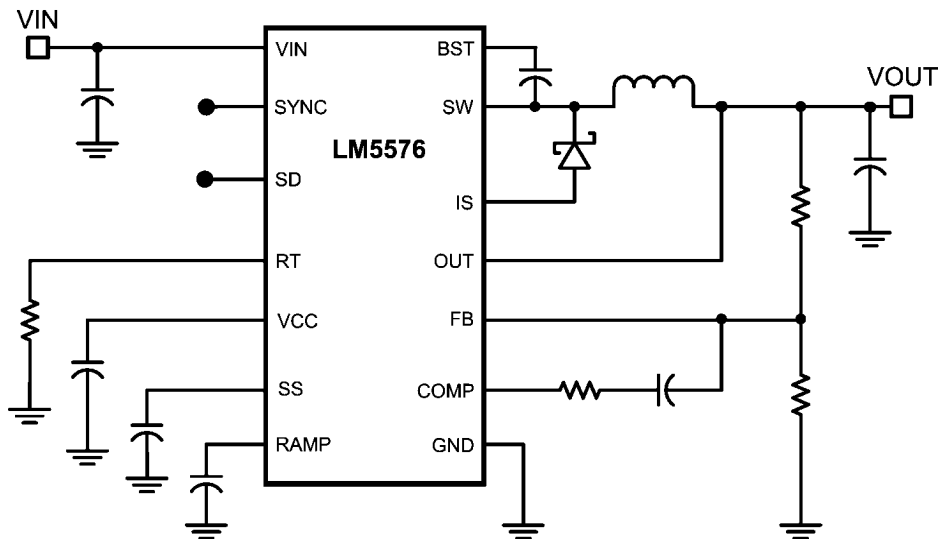 VIN
VOUT
LM5576
VIN
SYNC
SD
RT
VCC
SS
RAMP
BST
SW
IS
OUT
FB
COMP
GND